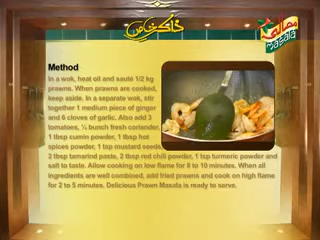 ذائقہ خاص
مصالہ
masala
Method
In a wok, heat oil and sauté 1/2 kg
prawns. When prawns are cooked,
keep aside. In a separate wok, stir
together 1 medium piece of ginger
and 6 cloves of garlic. Also add 3
tomatoes, ½ bunch fresh coriander,
1 tbsp cumin powder, 1 tbsp hot
spices powder, 1 tsp mustard seeds,
2 tbsp tamarind paste, 2 tbsp red chili powder, 1 tsp turmeric powder and
salt to taste. Allow cooking on low flame for 8 to 10 minutes. When all
ingredients are well combined, add fried prawns and cook on high flame
for 2 to 5 minutes. Delicious Prawn Masala is ready to serve.